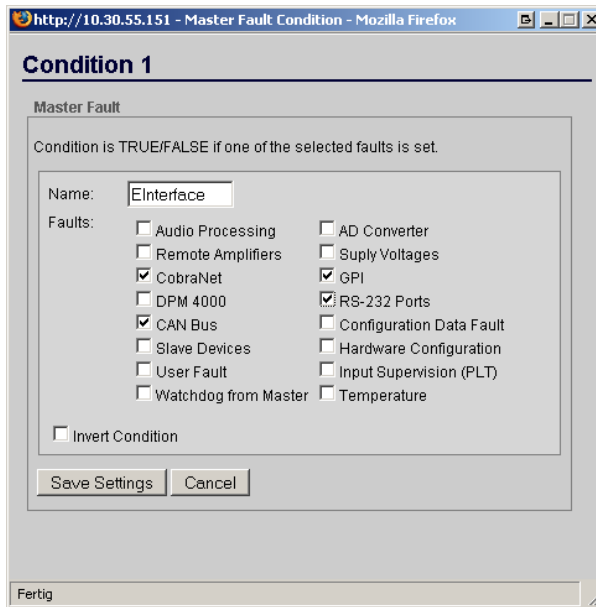 http://10.30.55.151 - Master Fault Condition - Mozilla Firefox
Condition 1
Master Fault
Condition is TRUE/FALSE if one of the selected faults is set.
Name: EInterface
Faults:
Audio Processing AD Converter
Remote Amplifiers Suply Voltages
CobraNet GPI
DPM 4000 RS-232 Ports
CAN Bus Configuration Data Fault
Slave Devices Hardware Configuration
User Fault Input Supervision (PLT)
Watchdog from Master Temperature
Invert Condition
Save Settings Cancel
Fertig